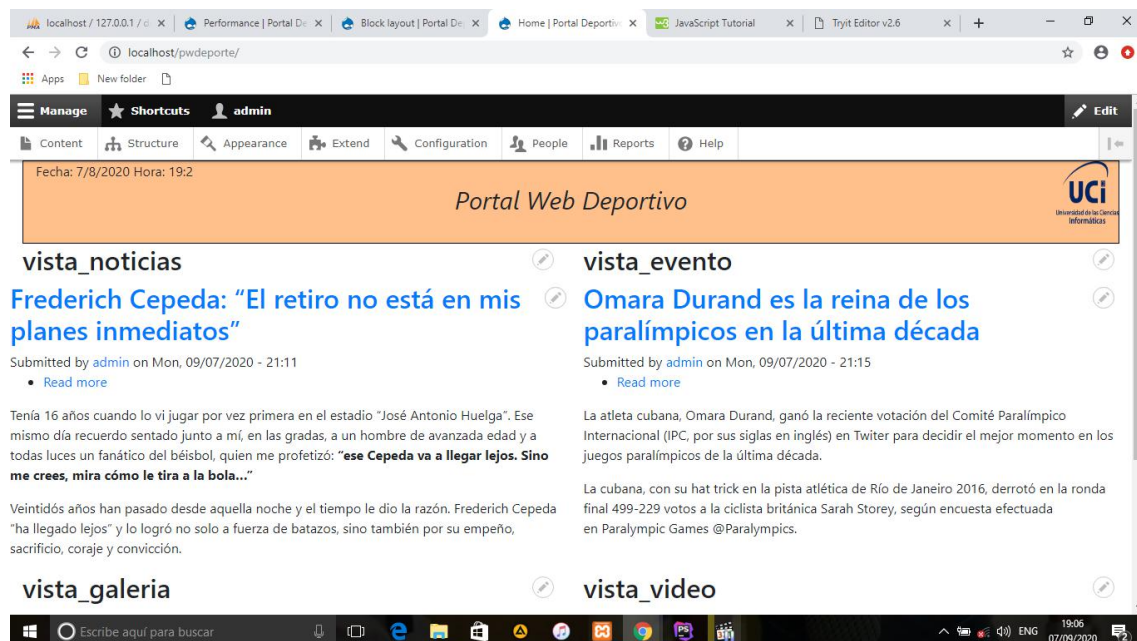 localhost / 127.0.0.1 / d
Performance | Portal De
Block layout | Portal De
Home | Portal Deportivo
JavaScript Tutorial
Tryit Editor v2.6
localhost/pwdeporte/
Apps New folder
Manage Shortcuts admin Edit
Content Structure Appearance Extend Configuration People Reports Help
Fecha: 7/8/2020 Hora: 19:2
Portal Web Deportivo
UCi
Universidad de las Ciencias
Informáticas
vista_noticias
Frederich Cepeda: “El retiro no está en mis
planes inmediatos”
Submitted by admin on Mon, 09/07/2020 - 21:11
• Read more
Tenía 16 años cuando lo vi jugar por vez primera en el estadio “José Antonio Huelga”. Ese
mismo día recuerdo sentado junto a mí, en las gradas, a un hombre de avanzada edad y a
todas luces un fanático del béisbol, quien me profetizó: “ese Cepeda va a llegar lejos. Sino
me crees, mira cómo le tira a la bola…”
Veintidós años han pasado desde aquella noche y el tiempo le dio la razón. Frederich Cepeda
“ha llegado lejos” y lo logró no solo a fuerza de batazos, sino también por su empeño,
sacrificio, coraje y convicción.
vista_evento
Omara Durand es la reina de los
paralímpicos en la última década
Submitted by admin on Mon, 09/07/2020 - 21:15
• Read more
La atleta cubana, Omara Durand, ganó la reciente votación del Comité Paralímpico
Internacional (IPC, por sus siglas en inglés) en Twiter para decidir el mejor momento en los
juegos paralímpicos de la última década.
La cubana, con su hat trick en la pista atlética de Río de Janeiro 2016, derrotó en la ronda
final 499-229 votos a la ciclista británica Sarah Storey, según encuesta efectuada
en Paralympic Games @Paralympics.
vista_galeria
vista_video
Escribe aquí para buscar
ENG
19:06
07/09/2020